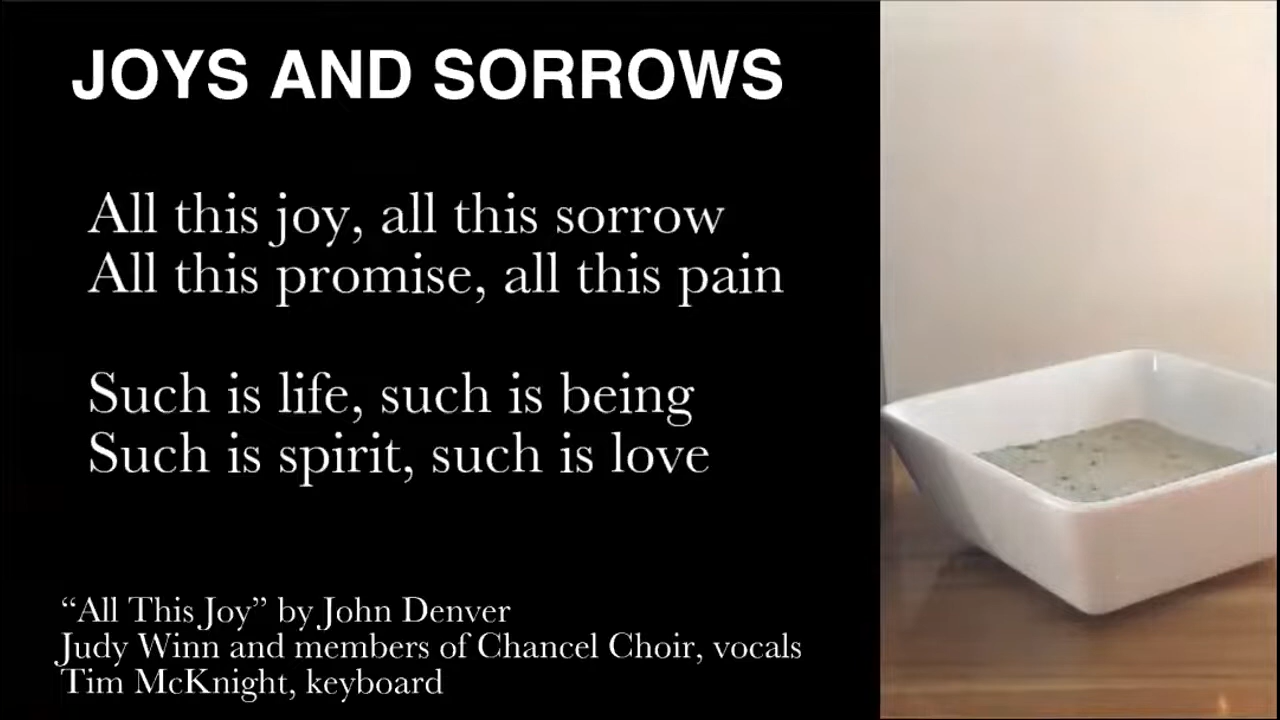 JOYS AND SORROWS
All this joy, all this sorrow
All this promise, all this pain
Such is life, such is being
Such is spirit, such is love
“All This Joy” by John Denver
Judy Winn and members of Chancel Choir, vocals
Tim McKnight, keyboard